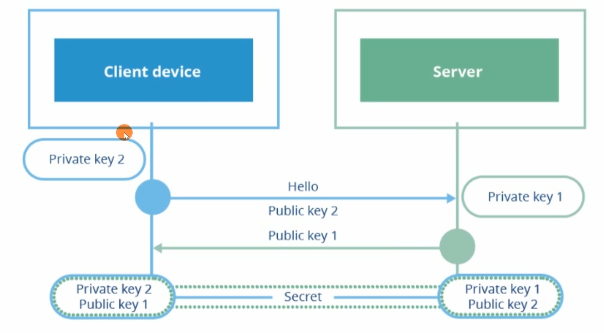 Client device
Server
Private key 2
Hello
Private key 1
Public key 2
Public key 1
Private key 2
Public key 1
Secret
Private key 1
Public key 2